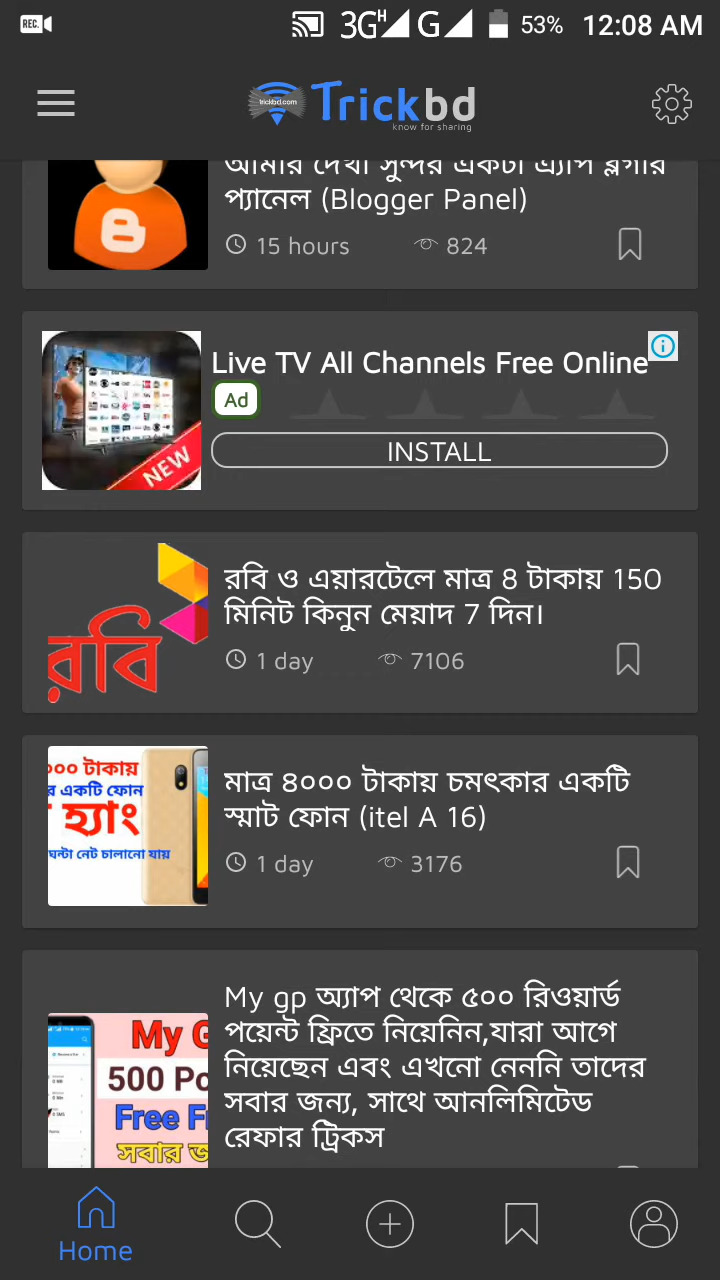 REC 3G H G 53% 12:08 AM
trickbd.com Trickbd
know for sharing
আমার দেখা সুন্দর একটা এ্যাপ ব্লগার
প্যানেল (Blogger Panel)
15 hours 824
Live TV All Channels Free Online
Ad
INSTALL
NEW
রবি ও এয়ারটেলে মাত্র 8 টাকায় 150
মিনিট কিনুন মেয়াদ 7 দিন।
রবি
1 day 7106
মাত্র ৪০০০ টাকায় চমৎকার একটি
স্মাট ফোন (itel A 16)
1 day 3176
০০০ টাকায়
র একটি ফোন
হ্যাং
ঘন্টা নেট চালানো যায়
My gp অ্যাপ থেকে ৫০০ রিওয়ার্ড
পয়েন্ট ফ্রিতে নিয়েনিন,যারা আগে
নিয়েছেন এবং এখনো নেননি তাদের
সবার জন্য, সাথে আনলিমিটেড
রেফার ট্রিকস
My G
500 Po
Free F
সবার জ
Home